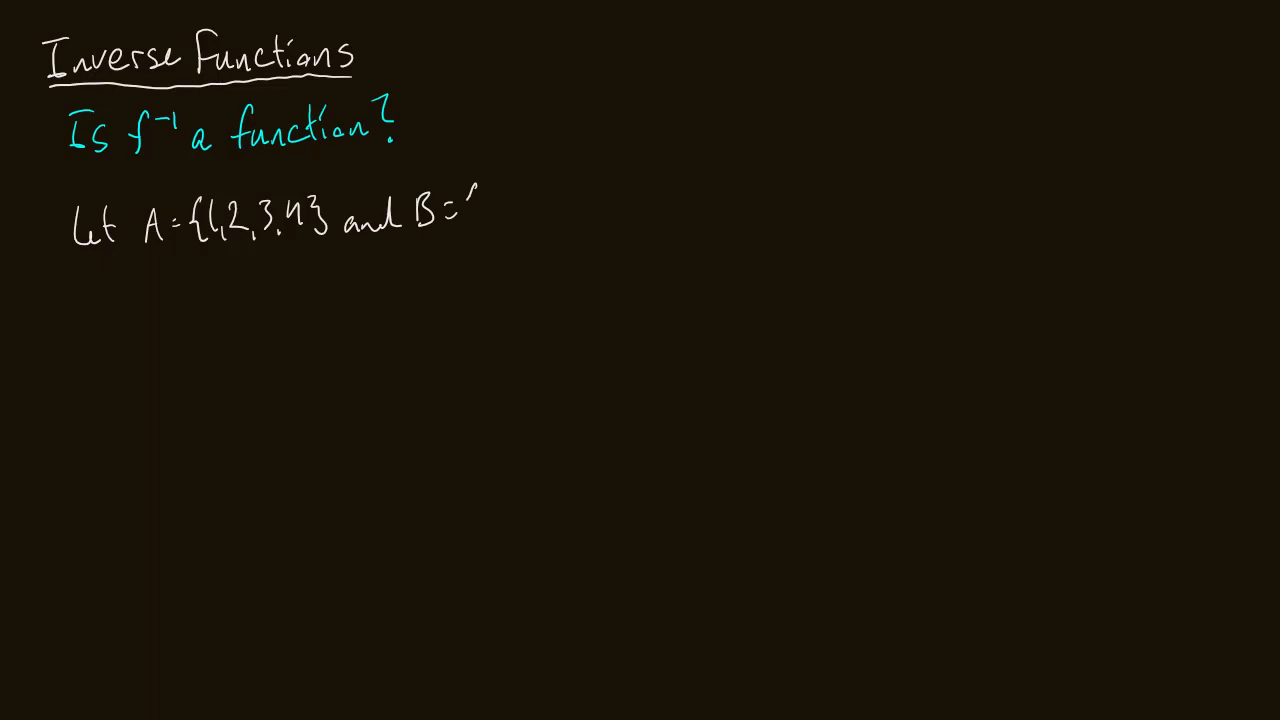 Inverse Functions
Is f⁻¹ a function?
Let A = {1,2,3,4} and B =